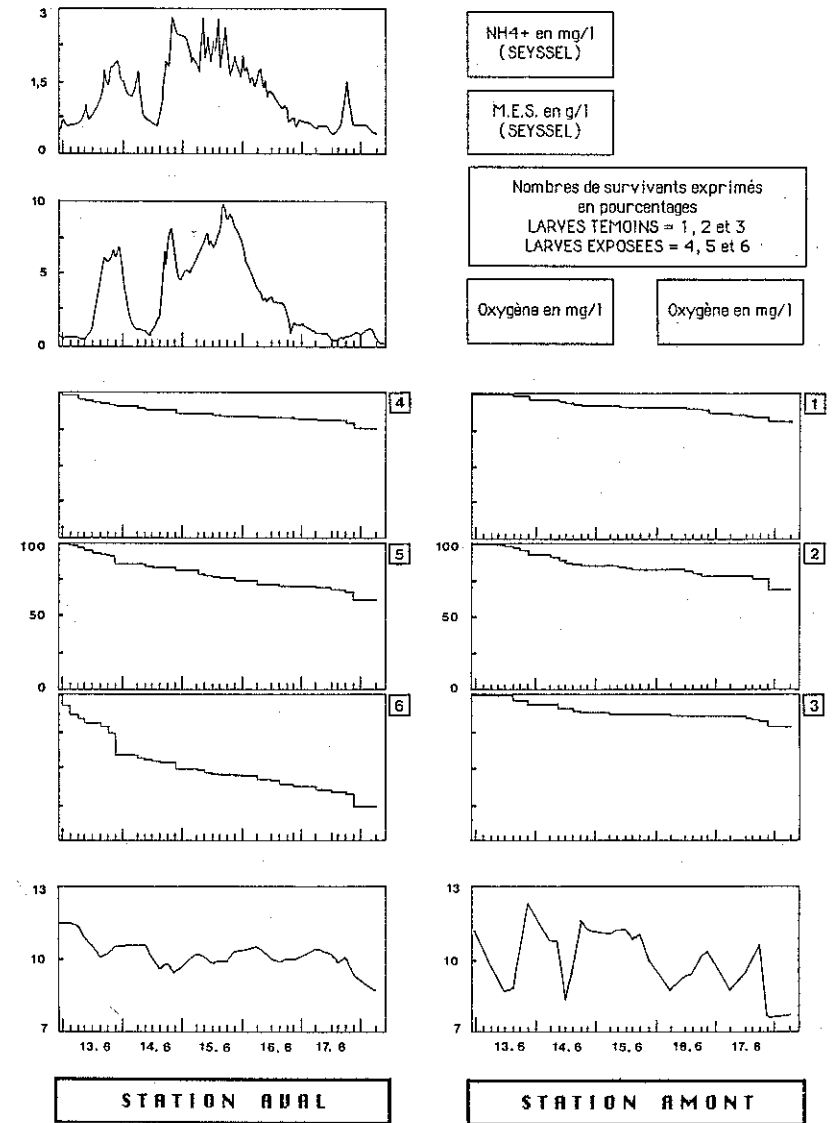 3
1,5
0
NH4+ en mg/l
(SEYSSEL)
M.E.S. en g/l
(SEYSSEL)
10
5
0
Nombres de survivants exprimés
en pourcentages
LARVES TEMOINS = 1, 2 et 3
LARVES EXPOSEES = 4, 5 et 6
Oxygène en mg/l
Oxygène en mg/l
4
1
100
50
0
5
100
50
0
2
6
3
13
10
7
13. 6 14. 6 15. 6 16. 6 17. 6
13
10
7
13. 6 14. 6 15. 6 16. 6 17. 6
STATION AVAL
STATION AMONT